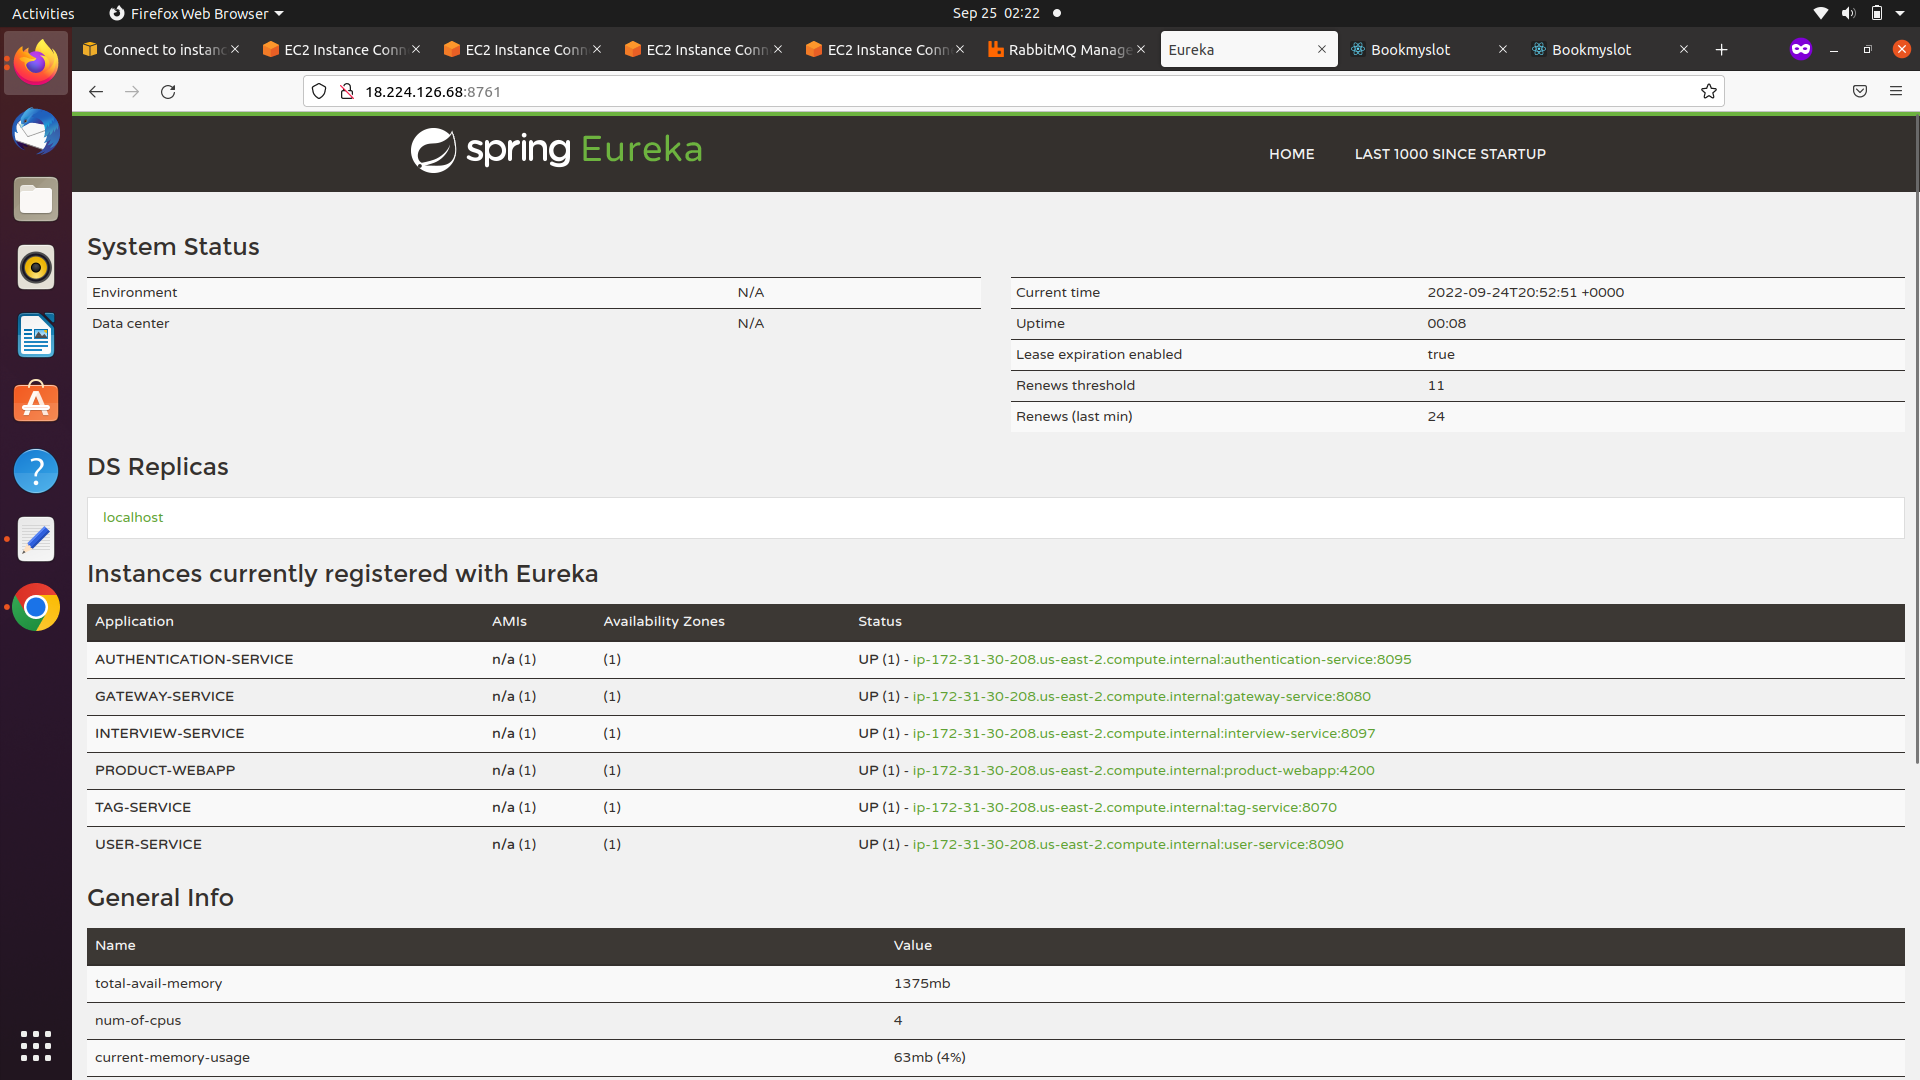 Activities Firefox Web Browser Sep 25 02:22
Connect to instanc EC2 Instance Conn EC2 Instance Conn EC2 Instance Conn EC2 Instance Conn RabbitMQ Manage Eureka Bookmyslot Bookmyslot
18.224.126.68:8761
spring Eureka HOME LAST 1000 SINCE STARTUP
System Status
Environment N/A
Data center N/A
Current time 2022-09-24T20:52:51 +0000
Uptime 00:08
Lease expiration enabled true
Renews threshold 11
Renews (last min) 24
DS Replicas
localhost
Instances currently registered with Eureka
Application AMIs Availability Zones Status
AUTHENTICATION-SERVICE n/a (1) (1) UP (1) - ip-172-31-30-208.us-east-2.compute.internal:authentication-service:8095
GATEWAY-SERVICE n/a (1) (1) UP (1) - ip-172-31-30-208.us-east-2.compute.internal:gateway-service:8080
INTERVIEW-SERVICE n/a (1) (1) UP (1) - ip-172-31-30-208.us-east-2.compute.internal:interview-service:8097
PRODUCT-WEBAPP n/a (1) (1) UP (1) - ip-172-31-30-208.us-east-2.compute.internal:product-webapp:4200
TAG-SERVICE n/a (1) (1) UP (1) - ip-172-31-30-208.us-east-2.compute.internal:tag-service:8070
USER-SERVICE n/a (1) (1) UP (1) - ip-172-31-30-208.us-east-2.compute.internal:user-service:8090
General Info
Name Value
total-avail-memory 1375mb
num-of-cpus 4
current-memory-usage 63mb (4%)